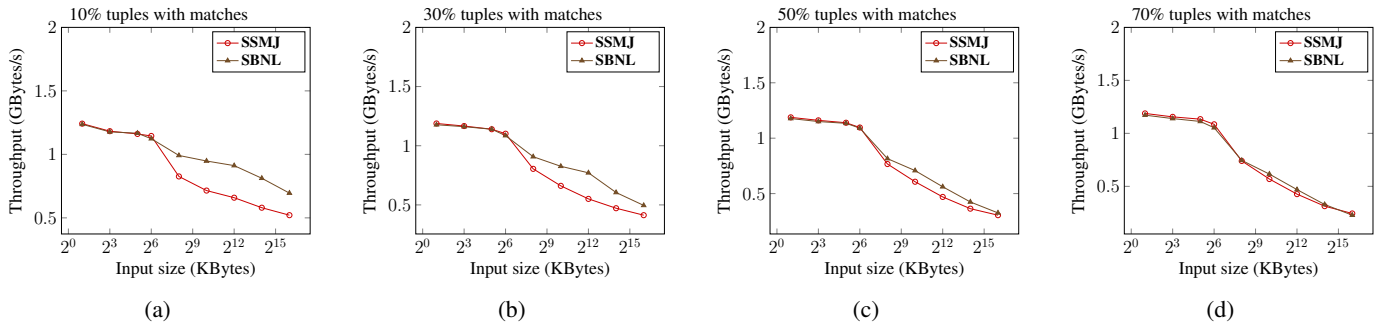 10% tuples with matches
2
1.5
1
0.5
Throughput (GBytes/s)
SSMJ
SBNL
2^0 2^3 2^6 2^9 2^12 2^15
Input size (KBytes)
(a)
30% tuples with matches
2
1.5
1
0.5
Throughput (GBytes/s)
SSMJ
SBNL
2^0 2^3 2^6 2^9 2^12 2^15
Input size (KBytes)
(b)
50% tuples with matches
2
1.5
1
0.5
Throughput (GBytes/s)
SSMJ
SBNL
2^0 2^3 2^6 2^9 2^12 2^15
Input size (KBytes)
(c)
70% tuples with matches
2
1.5
1
0.5
Throughput (GBytes/s)
SSMJ
SBNL
2^0 2^3 2^6 2^9 2^12 2^15
Input size (KBytes)
(d)